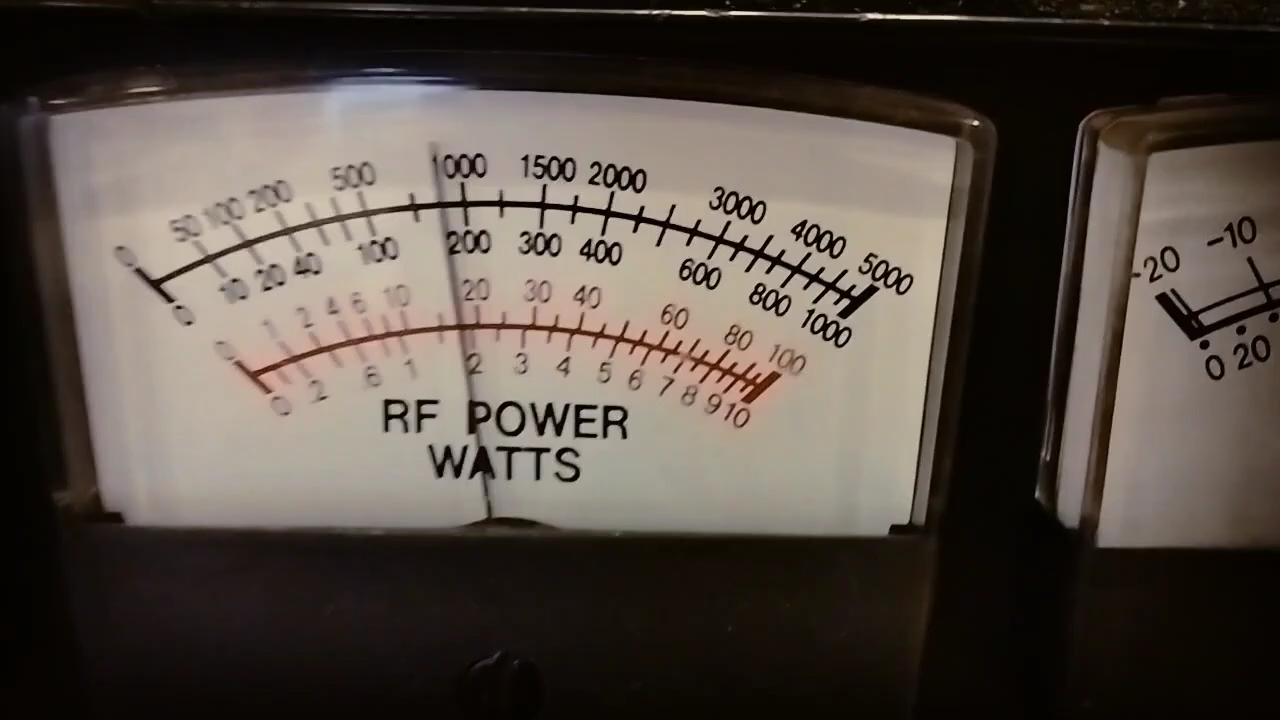 0 50 100 200 500 1000 1500 2000 3000 4000 5000
0 10 20 40 100 200 300 400 600 800 1000
0 1 2 4 6 10 20 30 40 60 80 100
0 2 .6 1 2 3 4 5 6 7 8 9 10
RF POWER
WATTS
-20 -10
0 20